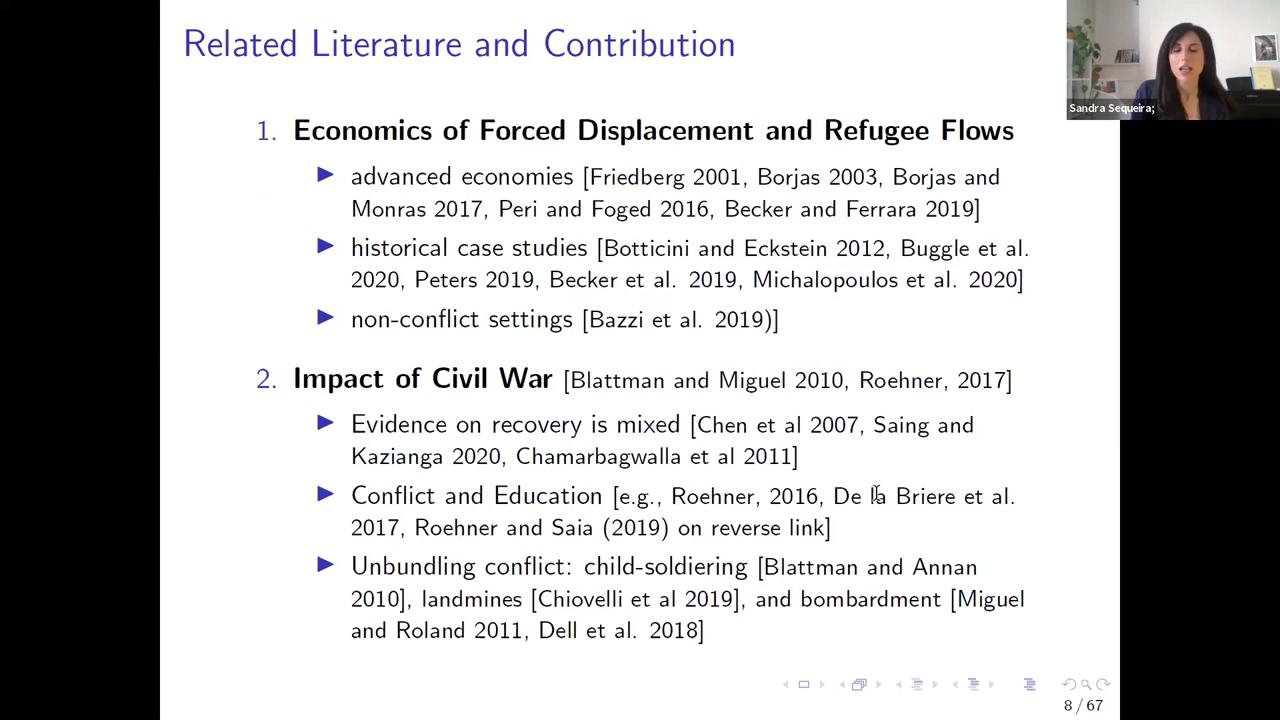 Related Literature and Contribution
Sandra Sequeira;
1. Economics of Forced Displacement and Refugee Flows
▶ advanced economies [Friedberg 2001, Borjas 2003, Borjas and
Monras 2017, Peri and Foged 2016, Becker and Ferrara 2019]
▶ historical case studies [Botticini and Eckstein 2012, Buggle et al.
2020, Peters 2019, Becker et al. 2019, Michalopoulos et al. 2020]
▶ non-conflict settings [Bazzi et al. 2019)]
2. Impact of Civil War [Blattman and Miguel 2010, Roehner, 2017]
▶ Evidence on recovery is mixed [Chen et al 2007, Saing and
Kazianga 2020, Chamarbagwalla et al 2011]
▶ Conflict and Education [e.g., Roehner, 2016, De la Briere et al.
2017, Roehner and Saia (2019) on reverse link]
▶ Unbundling conflict: child-soldiering [Blattman and Annan
2010], landmines [Chiovelli et al 2019], and bombardment [Miguel
and Roland 2011, Dell et al. 2018]
8 / 67